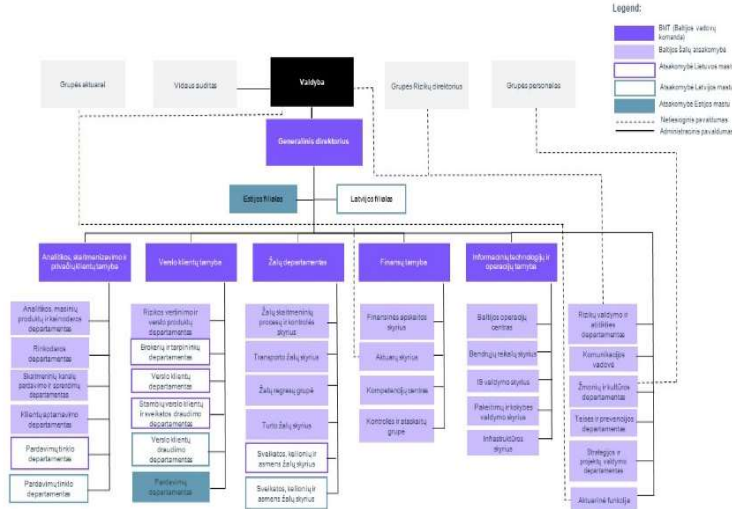 Legend:
BMT (Baltijos vadovų
komanda)
Baltijos šalių atsakomybė
Atsakomybė Lietuvos mastu
Atsakomybė Latvijos mastu
Atsakomybė Estijos mastu
Netiesioginis pavaldumas
Administracinis pavaldumas
Grupės aktuarai
Vidaus auditas
Valdyba
Grupės Rizikų direktorius
Grupės personalas
Generalinis direktorius
Estijos filialas
Latvijos filialas
Analitikos, skaitmenizavimo ir
privačių klientų tarnyba
Verslo klientų tarnyba
Žalų departamentas
Finansų tarnyba
Informacinių technologijų ir
operacijų tarnyba
Analitikos, masinių
produktų ir kainodaros
departamentas
Rinkodaros
departamentas
Skaitmeninių kanalų
pardavimo ir sprendimų
departamentas
Klientų aptarnavimo
departamentas
Pardavimų tinklo
departamentas
Pardavimų tinklo
departamentas
Rizikos vertinimo ir
verslo produktų
departamentas
Brokerių ir tarpininkų
departamentas
Verslo klientų
departamentas
Stambių verslo klientų
ir sveikatos draudimo
departamentas
Verslo klientų
draudimo
departamentas
Pardavimų
departamentas
Žalų skaitmeninių
procesų ir kontrolės
skyrius
Transporto žalų skyrius
Žalų regresų grupė
Turto žalų skyrius
Sveikatos, kelionių ir
asmens žalų skyrius
Sveikatos, kelionių ir
asmens žalų skyrius
Finansinės apskaitos
skyrius
Aktuarų skyrius
Kompetencijų centras
Kontrolės ir ataskaitų
grupė
Baltijos operacijų
centras
Bendrųjų reikalų skyrius
IS valdymo skyrius
Pakeitimų ir kokybės
valdymo skyrius
Infrastruktūros skyrius
Rizikų valdymo ir
atitikties
departamentas
Komunikacijos
vadovė
Žmonių ir kultūros
departamentas
Teisės ir prevencijos
departamentas
Strategijos ir
projektų valdymo
departamentas
Aktuarinė funkcija